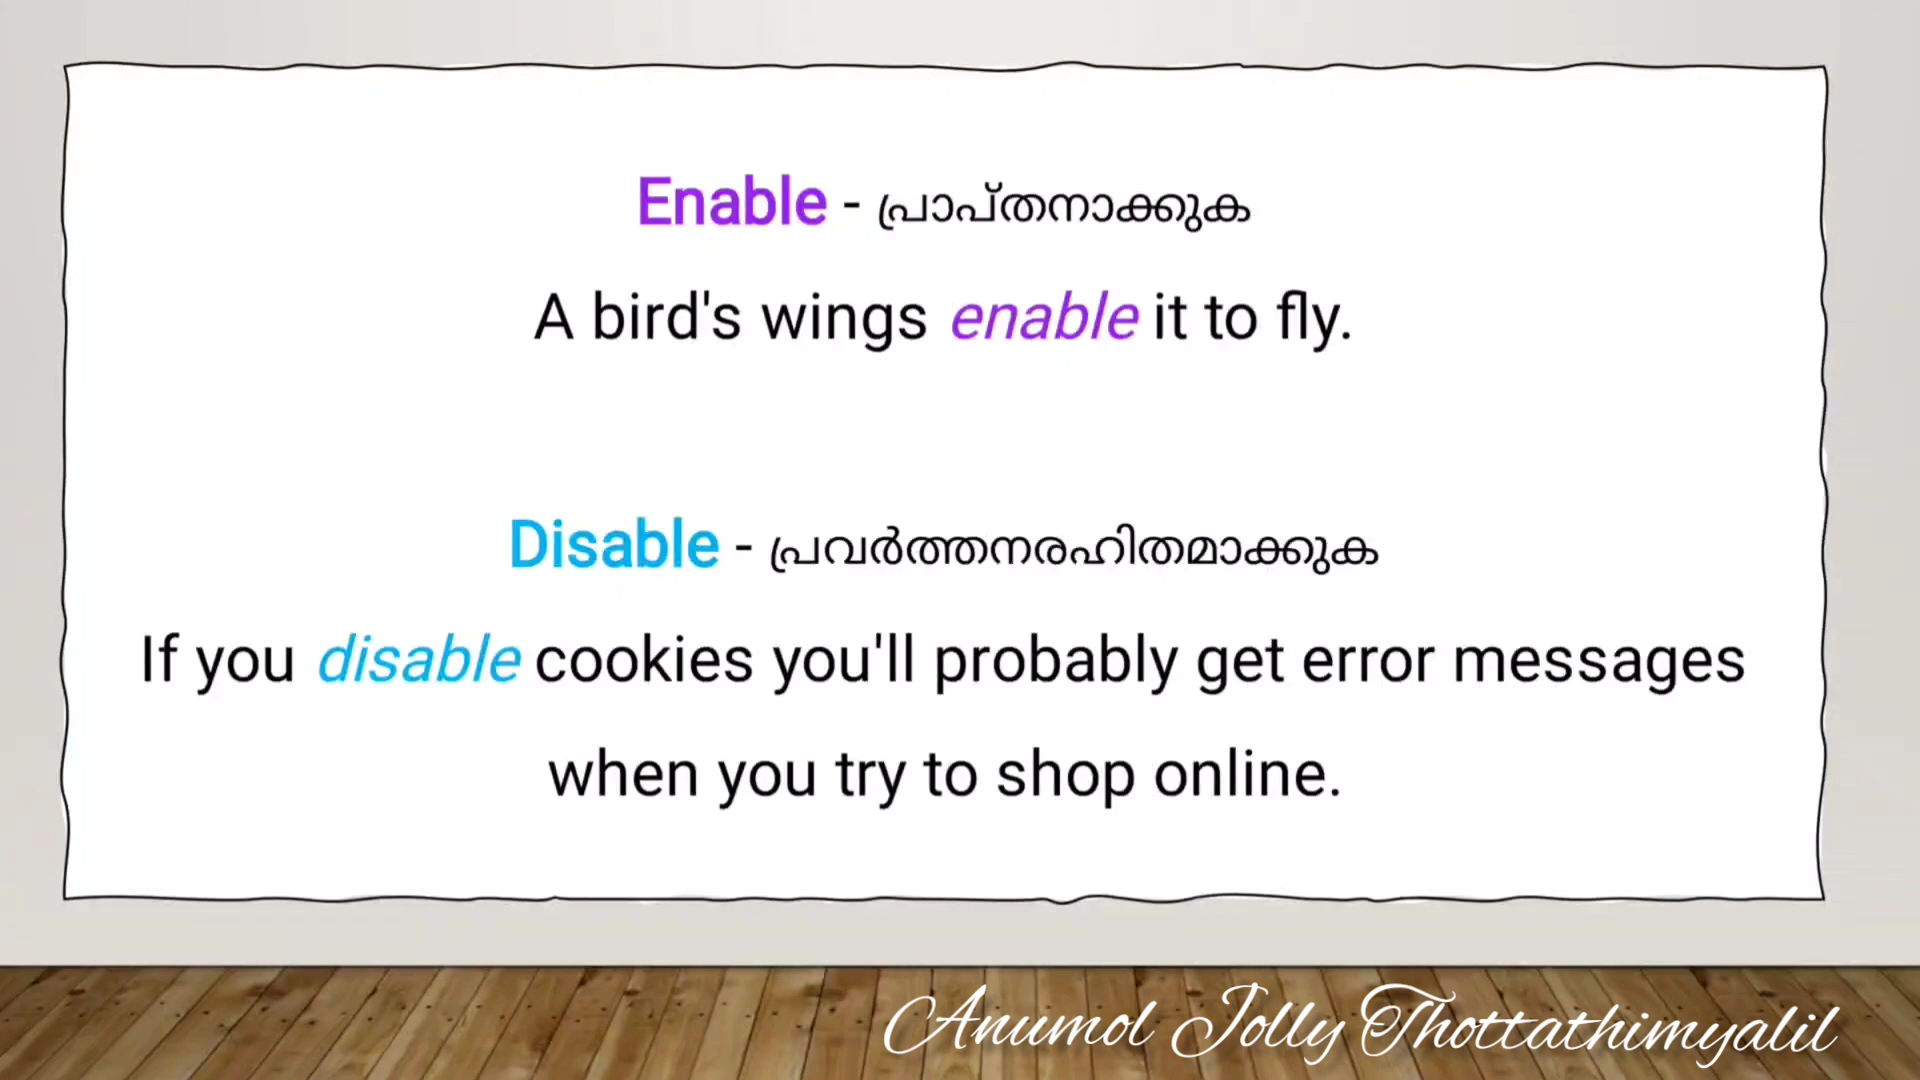 Enable - പ്രാപ്തനാക്കുക
A bird's wings enable it to fly.
Disable - പ്രവർത്തനരഹിതമാക്കുക
If you disable cookies you'll probably get error messages
when you try to shop online.
Anumol Jolly Thottathimyalil